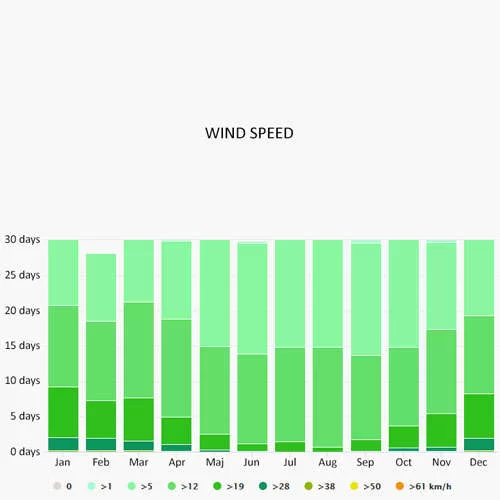 WIND SPEED
30 days
25 days
20 days
15 days
10 days
5 days
0 days
Jan Feb Mar Apr Maj Jun Jul Aug Sep Oct Nov Dec
0 >1 >5 >12 >19 >28 >38 >50 >61 km/h